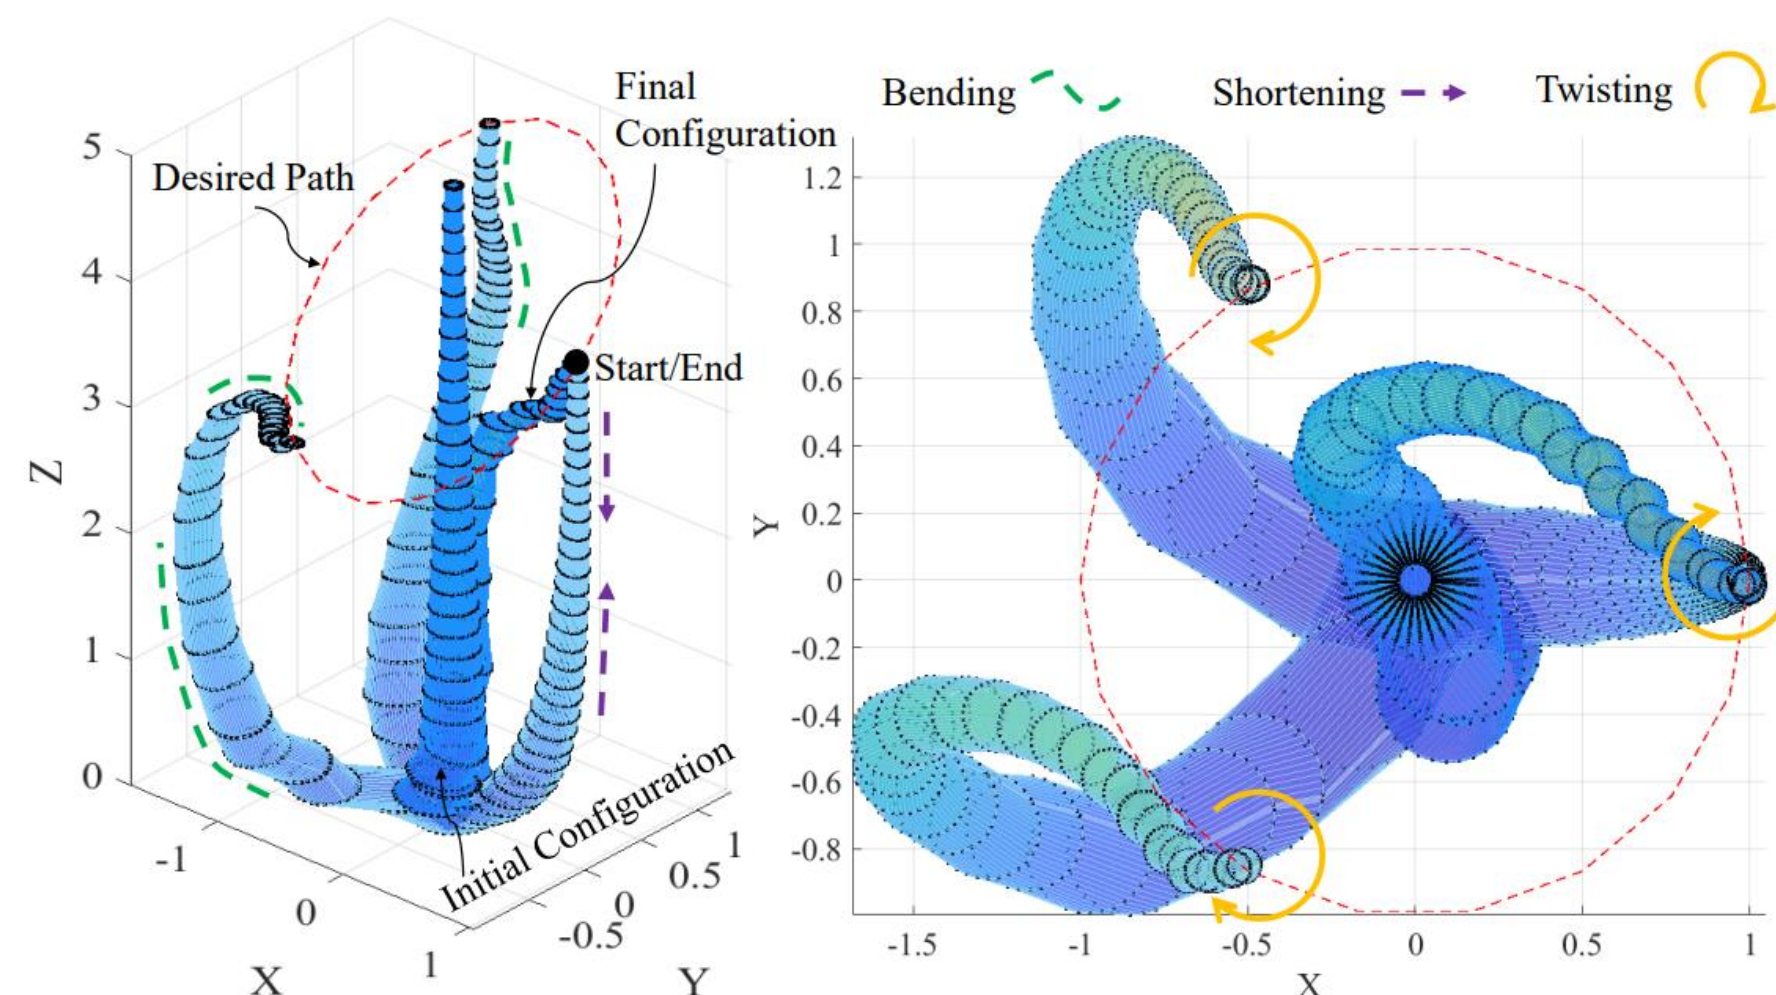 Final
Configuration
Desired Path
Start/End
Initial Configuration
5
4
3
2
1
0
Z
-1
0
1
X
-0.5
0
0.5
1
Y
Bending
Shortening
Twisting
1.2
1
0.8
0.6
0.4
0.2
0
-0.2
-0.4
-0.6
-0.8
Y
-1.5
-1
-0.5
0
0.5
1
X